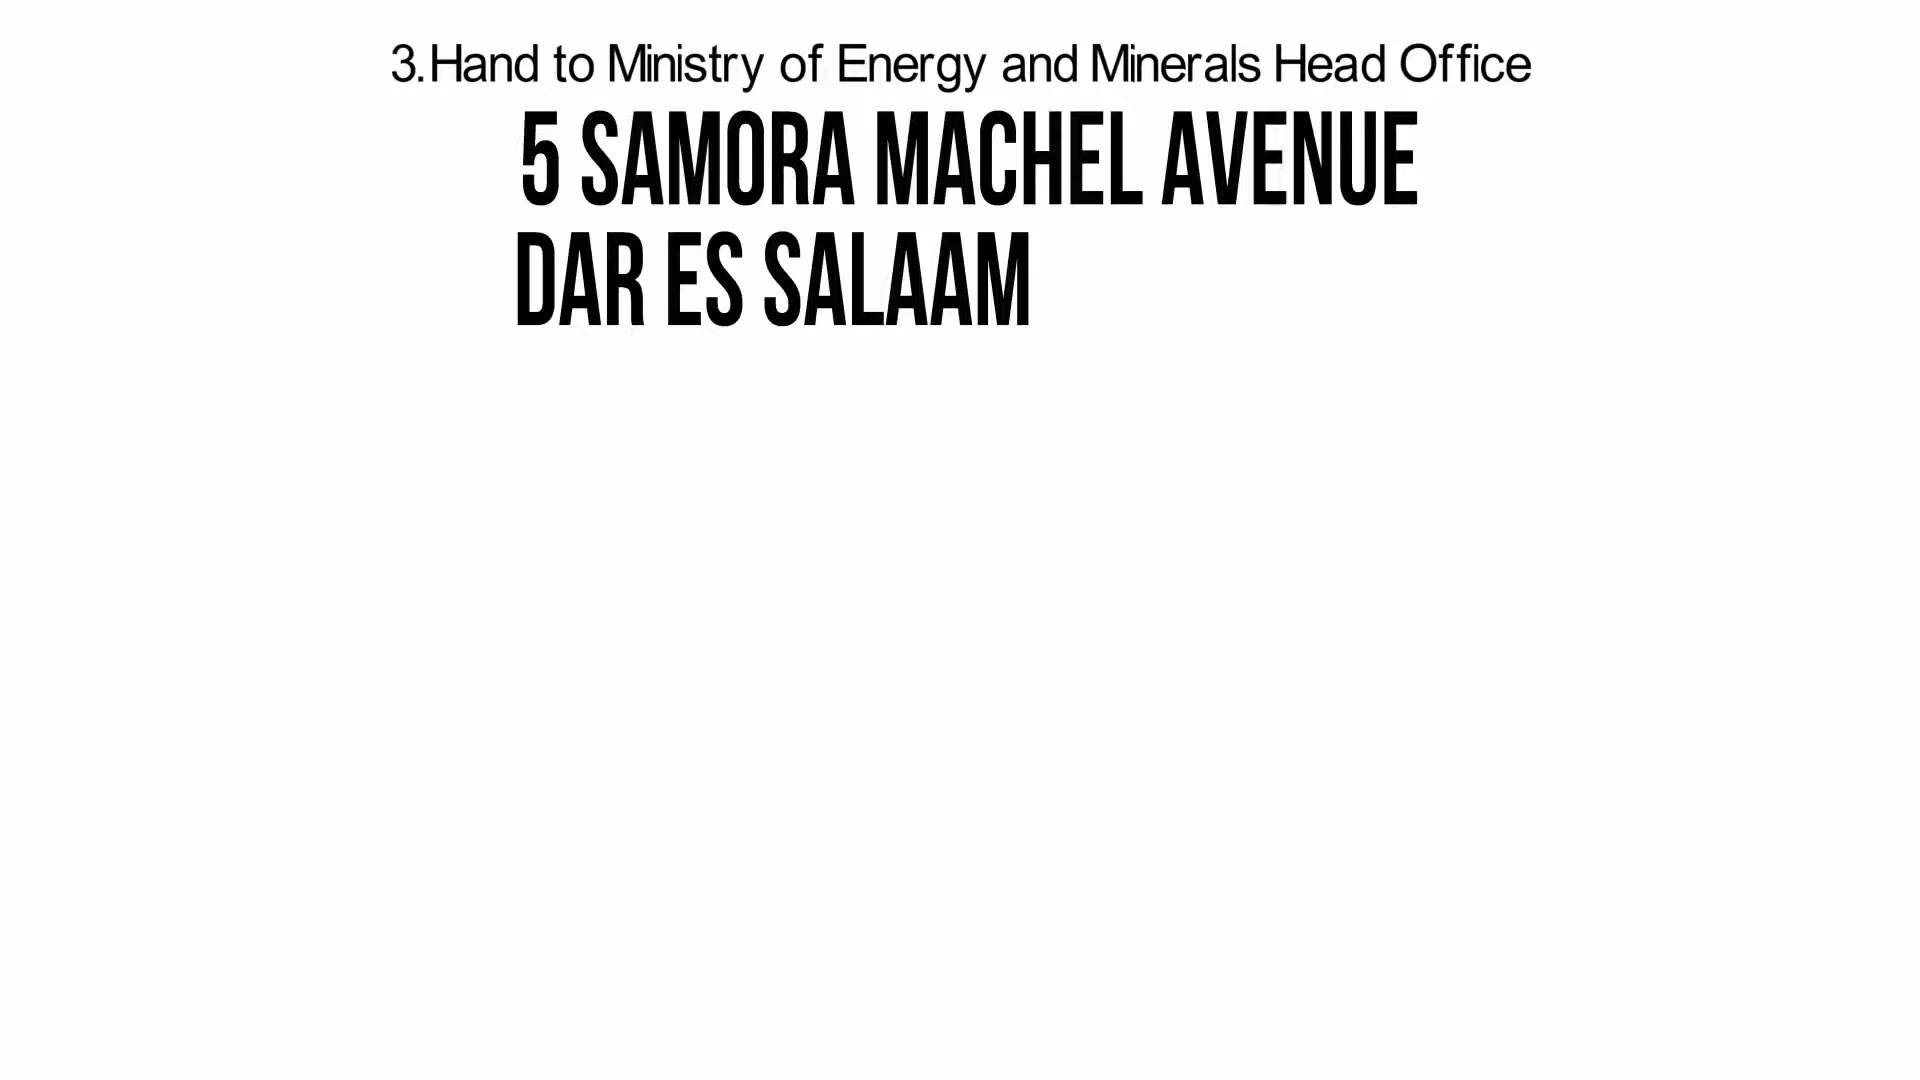 3.Hand to Ministry of Energy and Minerals Head Office
5 SAMORA MACHEL AVENUE
DAR ES SALAAM